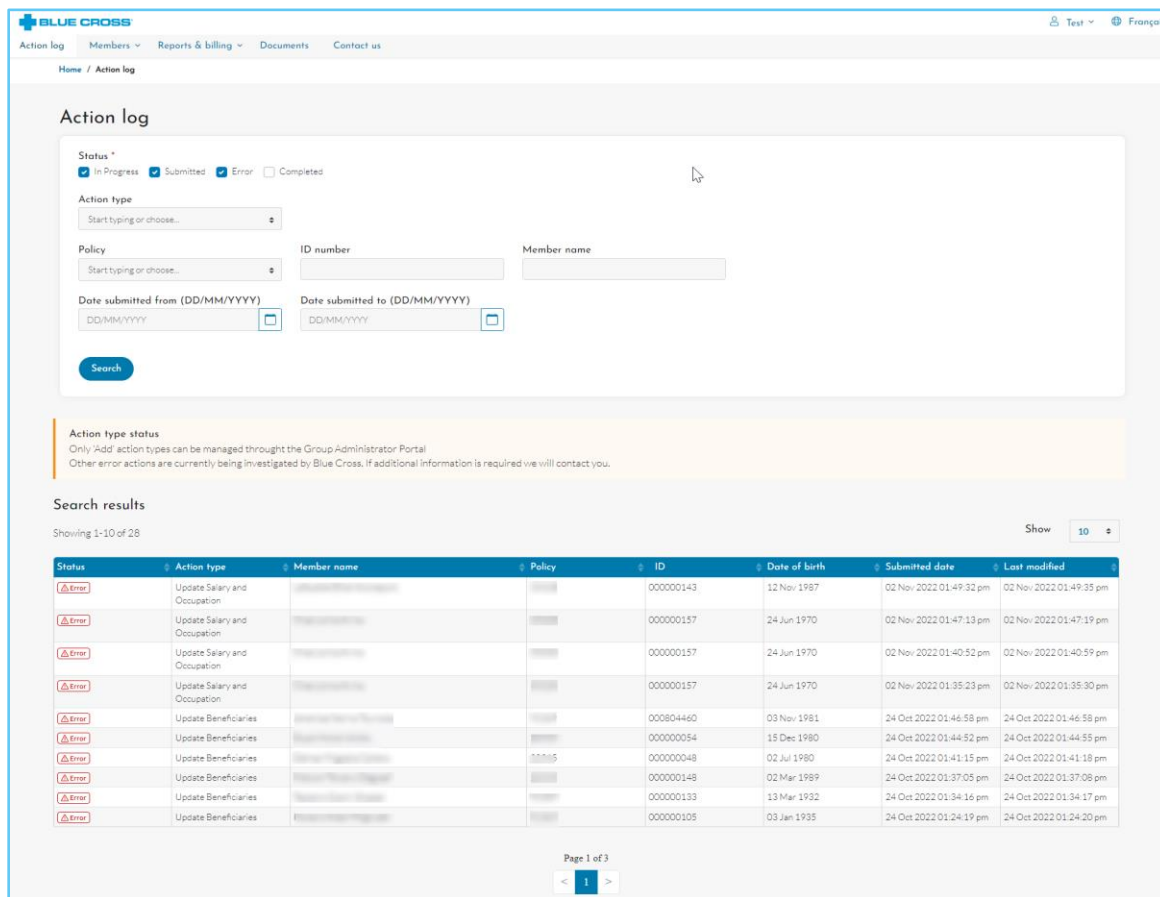 BLUE CROSS
Test
Françai
Action log Members Reports & billing Documents Contact us
Home / Action log
Action log
Status *
In Progress Submitted Error Completed
Action type
Start typing or choose...
Policy ID number Member name
Start typing or choose...
Date submitted from (DD/MM/YYYY) Date submitted to (DD/MM/YYYY)
DD/MM/YYYY DD/MM/YYYY
Search
Action type status
Only 'Add' action types can be managed throught the Group Administrator Portal
Other error actions are currently being investigated by Blue Cross. If additional information is required we will contact you.
Search results
Showing 1-10 of 28
Show 10
Status Action type Member name Policy ID Date of birth Submitted date Last modified
Error Update Salary and Occupation 000000143 12 Nov 1987 02 Nov 2022 01:49:32 pm 02 Nov 2022 01:49:35 pm
Error Update Salary and Occupation 000000157 24 Jun 1970 02 Nov 2022 01:47:13 pm 02 Nov 2022 01:47:19 pm
Error Update Salary and Occupation 000000157 24 Jun 1970 02 Nov 2022 01:40:52 pm 02 Nov 2022 01:40:59 pm
Error Update Salary and Occupation 000000157 24 Jun 1970 02 Nov 2022 01:35:23 pm 02 Nov 2022 01:35:30 pm
Error Update Beneficiaries 000804460 03 Nov 1981 24 Oct 2022 01:46:58 pm 24 Oct 2022 01:46:58 pm
Error Update Beneficiaries 000000054 15 Dec 1980 24 Oct 2022 01:44:52 pm 24 Oct 2022 01:44:55 pm
Error Update Beneficiaries 000000048 02 Jul 1980 24 Oct 2022 01:41:15 pm 24 Oct 2022 01:41:18 pm
Error Update Beneficiaries 000000148 02 Mar 1989 24 Oct 2022 01:37:05 pm 24 Oct 2022 01:37:08 pm
Error Update Beneficiaries 000000133 13 Mar 1932 24 Oct 2022 01:34:16 pm 24 Oct 2022 01:34:17 pm
Error Update Beneficiaries 000000105 03 Jan 1935 24 Oct 2022 01:24:19 pm 24 Oct 2022 01:24:20 pm
Page 1 of 3
< 1 >